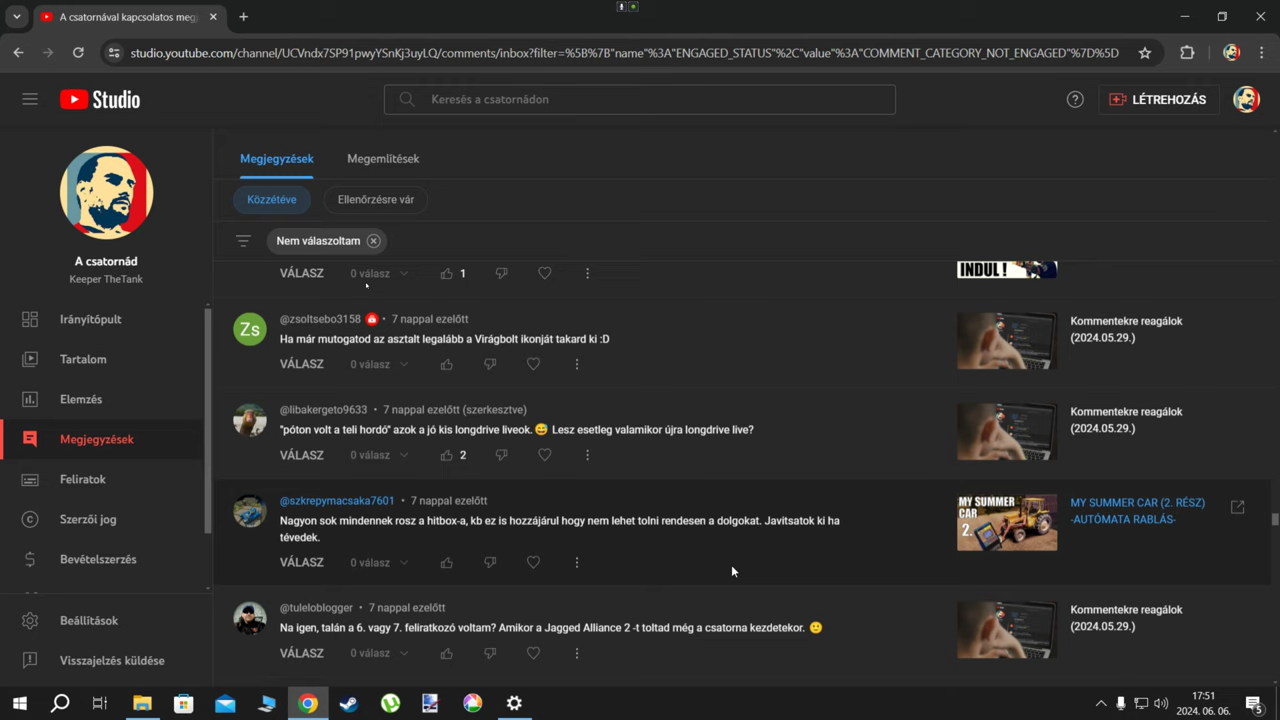 A csatornával kapcsolatos meg
studio.youtube.com/channel/UCVndx7SP91pwyYSnKj3uyLQ/comments/inbox?filter=%5B%7B"name"%3A"ENGAGED_STATUS"%2C"value"%3A"COMMENT_CATEGORY_NOT_ENGAGED"%7D%5D
Studio
Keresés a csatornádon
LÉTREHOZÁS
A csatornád
Keeper TheTank
Irányítópult
Tartalom
Elemzés
Megjegyzések
Feliratok
Szerzői jog
Bevételszerzés
Beállítások
Visszajelzés küldése
Megjegyzések
Megemlítések
Közzétéve
Ellenőrzésre vár
Nem válaszoltam
VÁLASZ 0 válasz 1
INDUL !
Zs
@zsoltsebo3158 • 7 nappal ezelőtt
Ha már mutogatod az asztalt legalább a Virágbolt ikonját takard ki :D
VÁLASZ 0 válasz
Kommentekre reagálok
(2024.05.29.)
@libakergeto9633 • 7 nappal ezelőtt (szerkesztve)
"póton volt a teli hordó" azok a jó kis longdrive liveok. 😅 Lesz esetleg valamikor újra longdrive live?
VÁLASZ 0 válasz 2
Kommentekre reagálok
(2024.05.29.)
@szkrepymacsaka7601 • 7 nappal ezelőtt
Nagyon sok mindennek rosz a hitbox-a, kb ez is hozzájárul hogy nem lehet tolni rendesen a dolgokat. Javitsatok ki ha
tévedek.
VÁLASZ 0 válasz
MY SUMMER
CAR
2.
MY SUMMER CAR (2. RÉSZ)
-AUTÓMATA RABLÁS-
@tuleloblogger • 7 nappal ezelőtt
Na igen, talán a 6. vagy 7. feliratkozó voltam? Amikor a Jagged Alliance 2 -t toltad még a csatorna kezdetekor. 🙂
VÁLASZ 0 válasz
Kommentekre reagálok
(2024.05.29.)
17:51
2024. 06. 06.
5